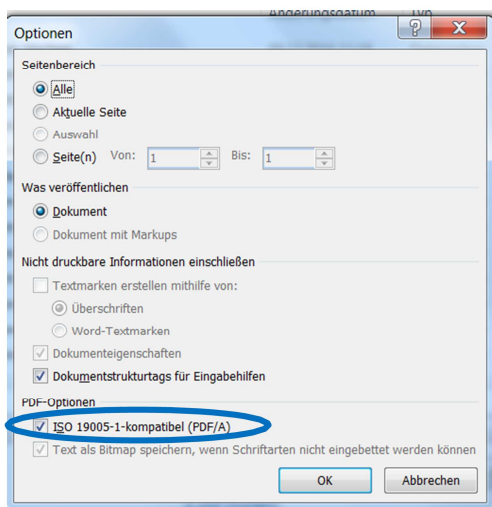 Änderungsdatum Typ
Optionen
Seitenbereich
Alle
Aktuelle Seite
Auswahl
Seite(n) Von: 1 Bis: 1
Was veröffentlichen
Dokument
Dokument mit Markups
Nicht druckbare Informationen einschließen
Textmarken erstellen mithilfe von:
Überschriften
Word-Textmarken
Dokumenteigenschaften
Dokumentstrukturtags für Eingabehilfen
PDF-Optionen
ISO 19005-1-kompatibel (PDF/A)
Text als Bitmap speichern, wenn Schriftarten nicht eingebettet werden können
OK Abbrechen